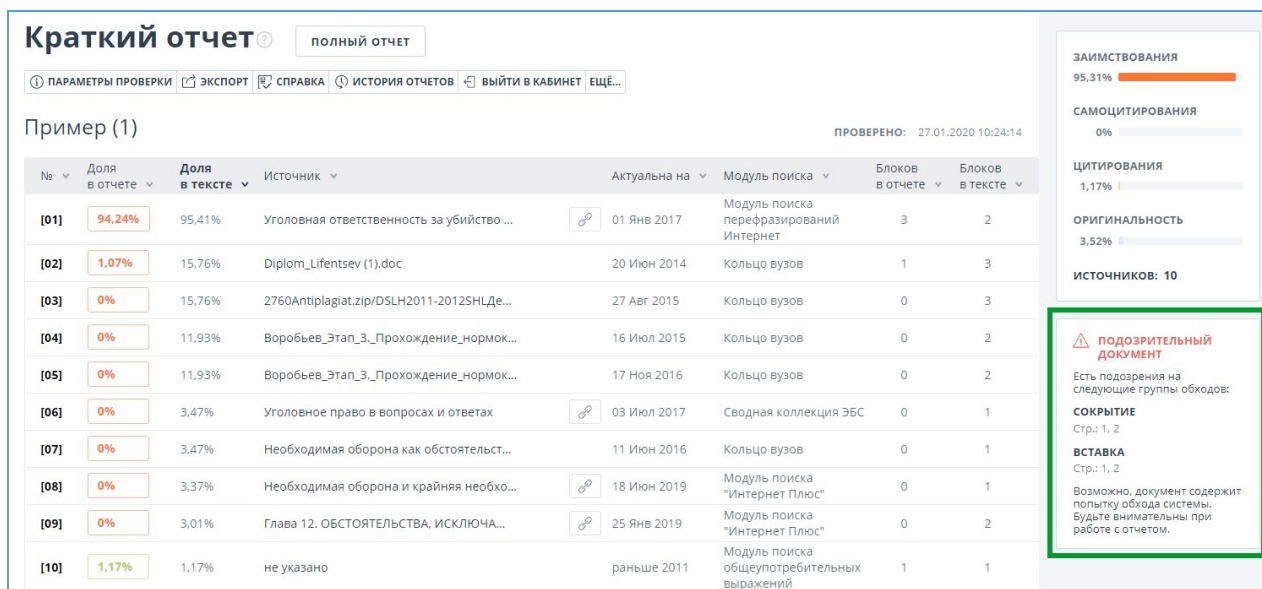 Краткий отчет
ПОЛНЫЙ ОТЧЕТ
ПАРАМЕТРЫ ПРОВЕРКИ ЭКСПОРТ СПРАВКА ИСТОРИЯ ОТЧЕТОВ ВЫЙТИ В КАБИНЕТ ЕЩЁ...
Пример (1)
ПРОВЕРЕНО: 27.01.2020 10:24:14
№ Доля в отчете Доля в тексте Источник Актуальна на Модуль поиска Блоков в отчете Блоков в тексте
[01] 94,24% 95,41% Уголовная ответственность за убийство ... 01 Янв 2017 Модуль поиска перефразирований Интернет 3 2
[02] 1,07% 15,76% Diplom_Lifentsev (1).doc 20 Июн 2014 Кольцо вузов 1 3
[03] 0% 15,76% 2760Antiplagiat.zip/DSLH2011-2012SHLДе... 27 Авг 2015 Кольцо вузов 0 3
[04] 0% 11,93% Воробьев_Этап_3._Прохождение_нормок... 16 Июл 2015 Кольцо вузов 0 2
[05] 0% 11,93% Воробьев_Этап_3._Прохождение_нормок... 17 Ноя 2016 Кольцо вузов 0 2
[06] 0% 3,47% Уголовное право в вопросах и ответах 03 Июл 2017 Сводная коллекция ЭБС 0 1
[07] 0% 3,47% Необходимая оборона как обстоятельст... 11 Июн 2016 Кольцо вузов 0 1
[08] 0% 3,37% Необходимая оборона и крайняя необхо... 18 Июн 2019 Модуль поиска "Интернет Плюс" 0 1
[09] 0% 3,01% Глава 12. ОБСТОЯТЕЛЬСТВА, ИСКЛЮЧА... 25 Янв 2019 Модуль поиска "Интернет Плюс" 0 2
[10] 1,17% 1,17% не указано раньше 2011 Модуль поиска общеупотребительных выражений 1 1
ЗАИМСТВОВАНИЯ
95,31%
САМОЦИТИРОВАНИЯ
0%
ЦИТИРОВАНИЯ
1,17%
ОРИГИНАЛЬНОСТЬ
3,52%
ИСТОЧНИКОВ: 10
ПОДОЗРИТЕЛЬНЫЙ
ДОКУМЕНТ
Есть подозрения на
следующие группы обходов:
СОКРЫТИЕ
Стр.: 1, 2
ВСТАВКА
Стр.: 1, 2
Возможно, документ содержит
попытку обхода системы.
Будьте внимательны при
работе с отчетом.